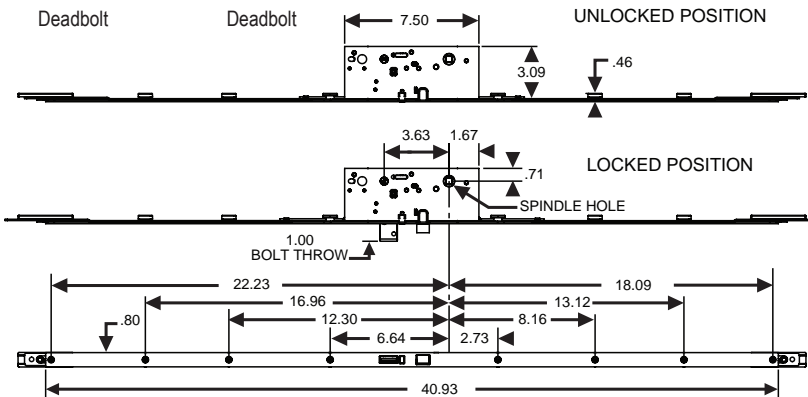 Deadbolt Deadbolt 7.50 UNLOCKED POSITION
3.09 .46
3.63 1.67
.71 LOCKED POSITION
SPINDLE HOLE
1.00
BOLT THROW
22.23 18.09
16.96 13.12
.80 12.30 8.16
6.64 2.73
40.93